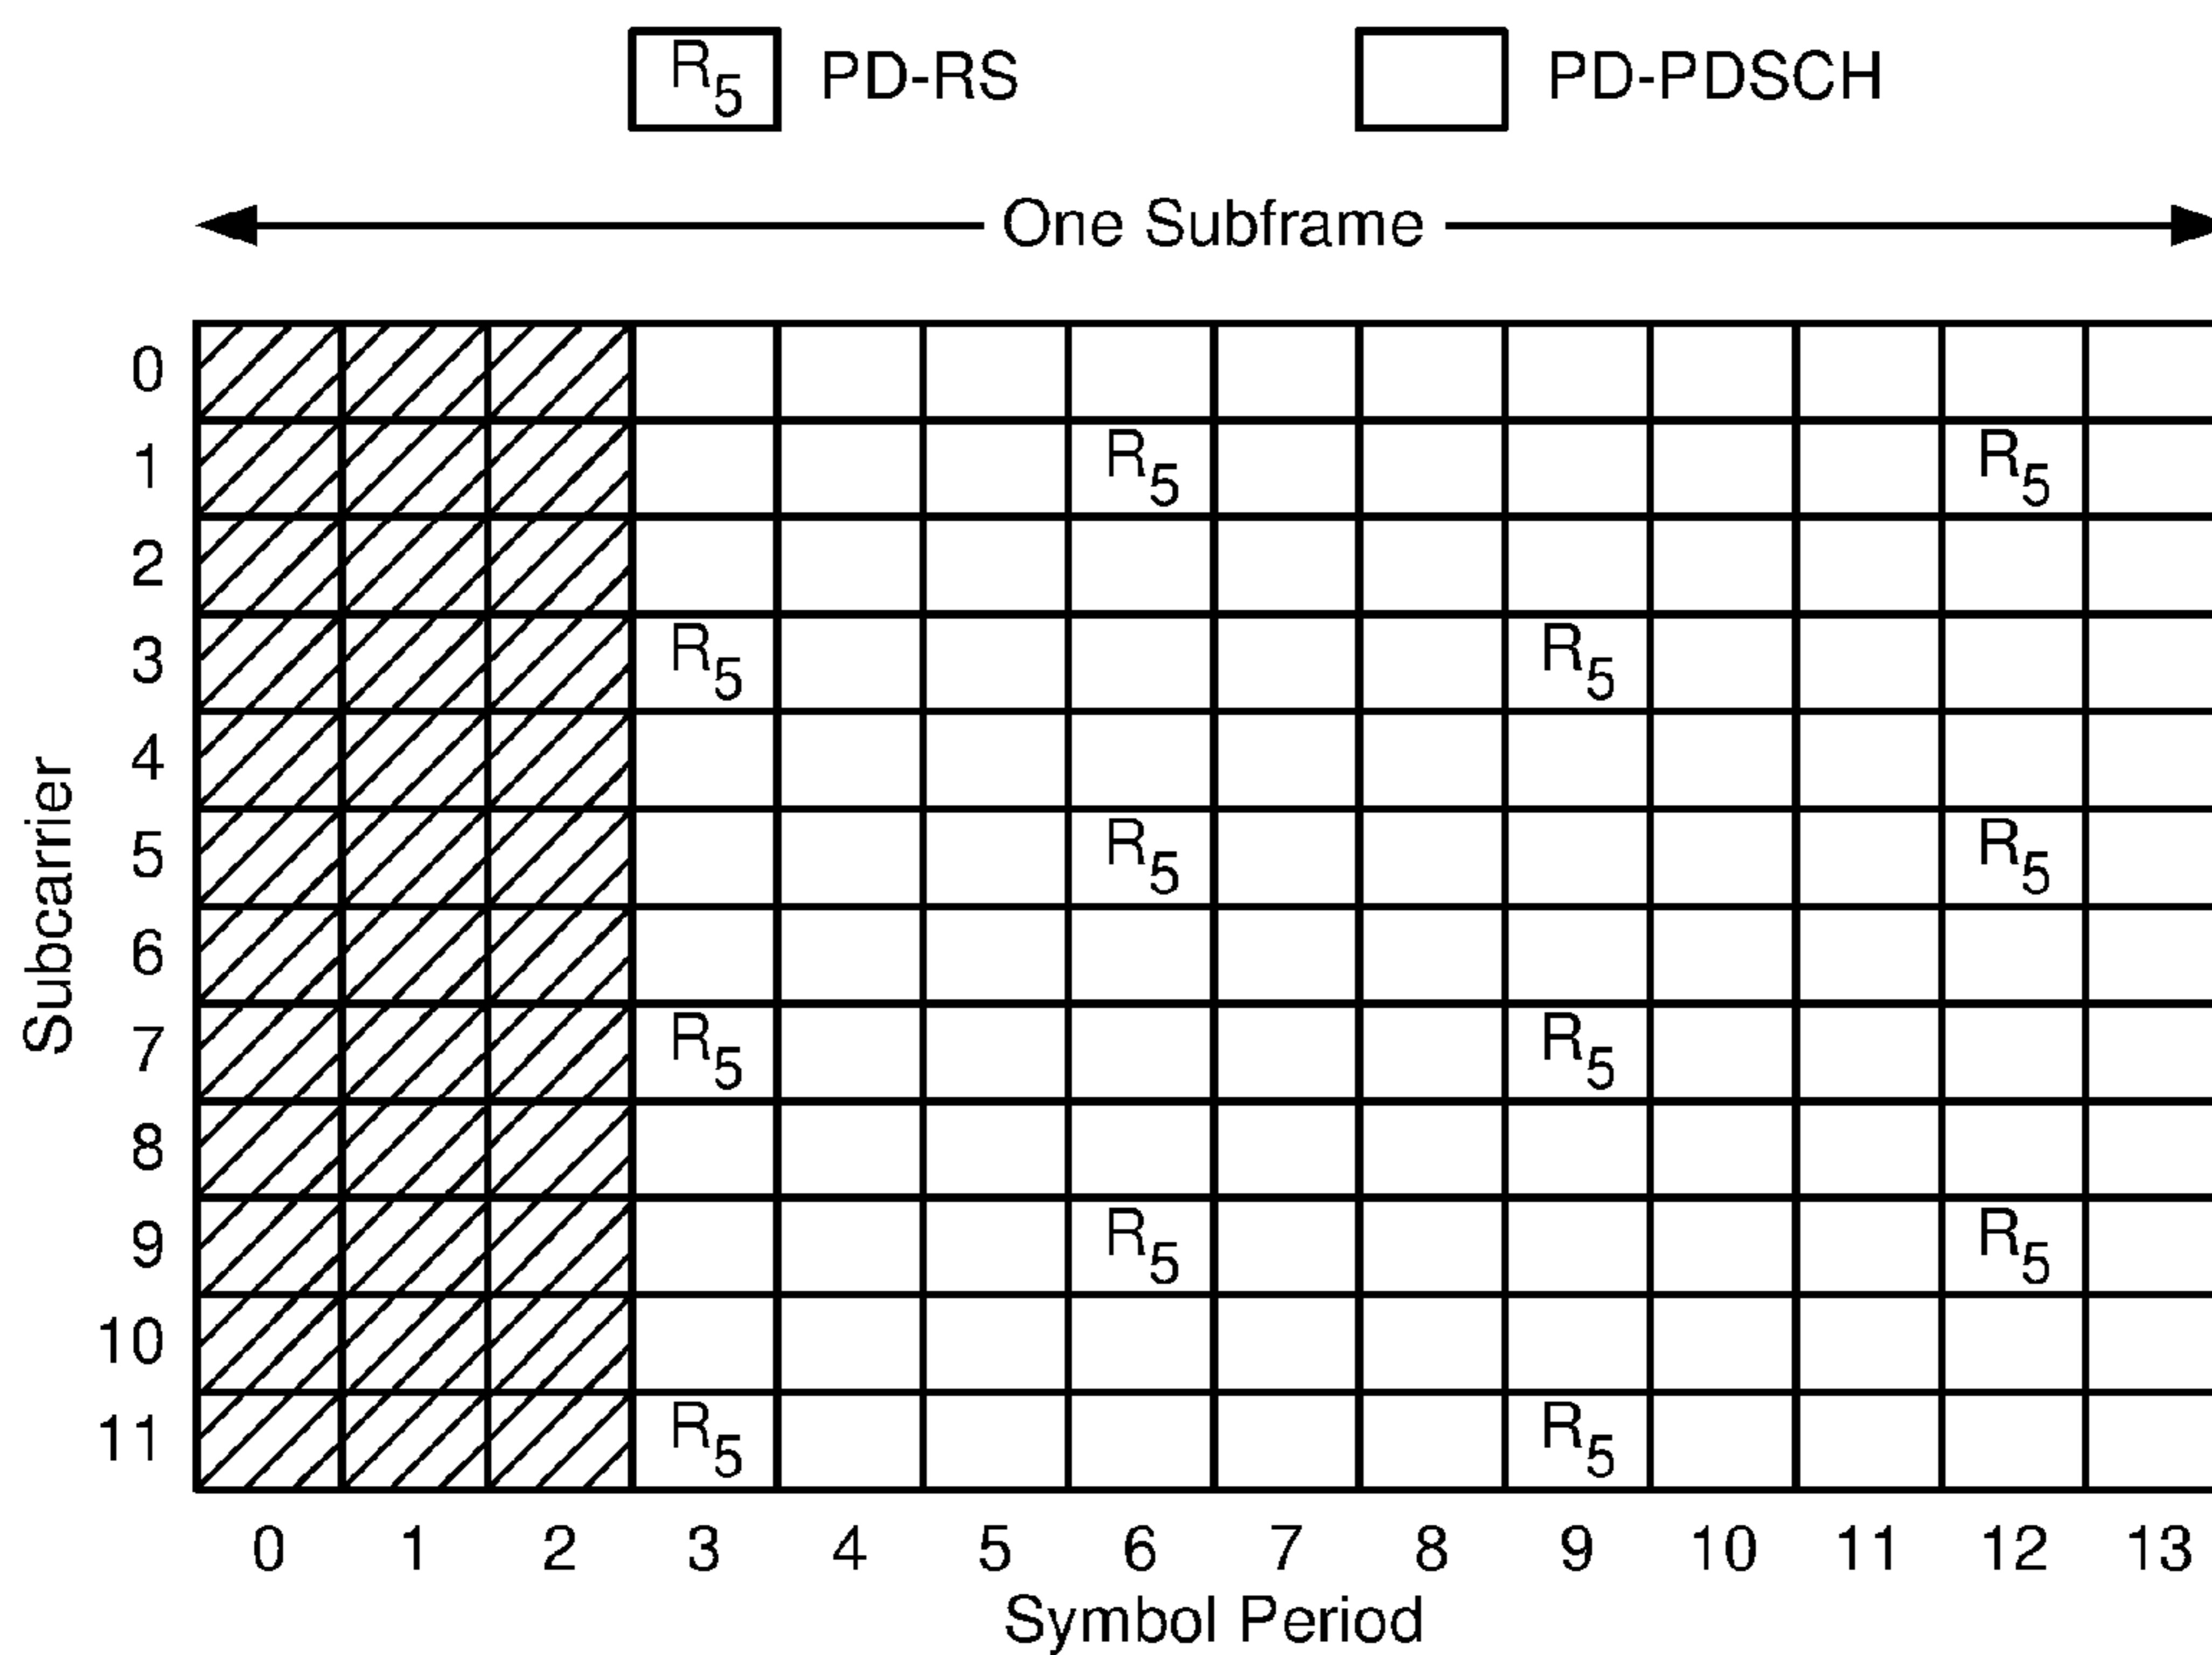 R5 PD-RS PD-PDSCH
One Subframe
0
1 R5 R5
2
3 R5 R5
4
5 R5 R5
6
7 R5 R5
8
9 R5 R5
10
11 R5 R5
Subcarrier
0 1 2 3 4 5 6 7 8 9 10 11 12 13
Symbol Period